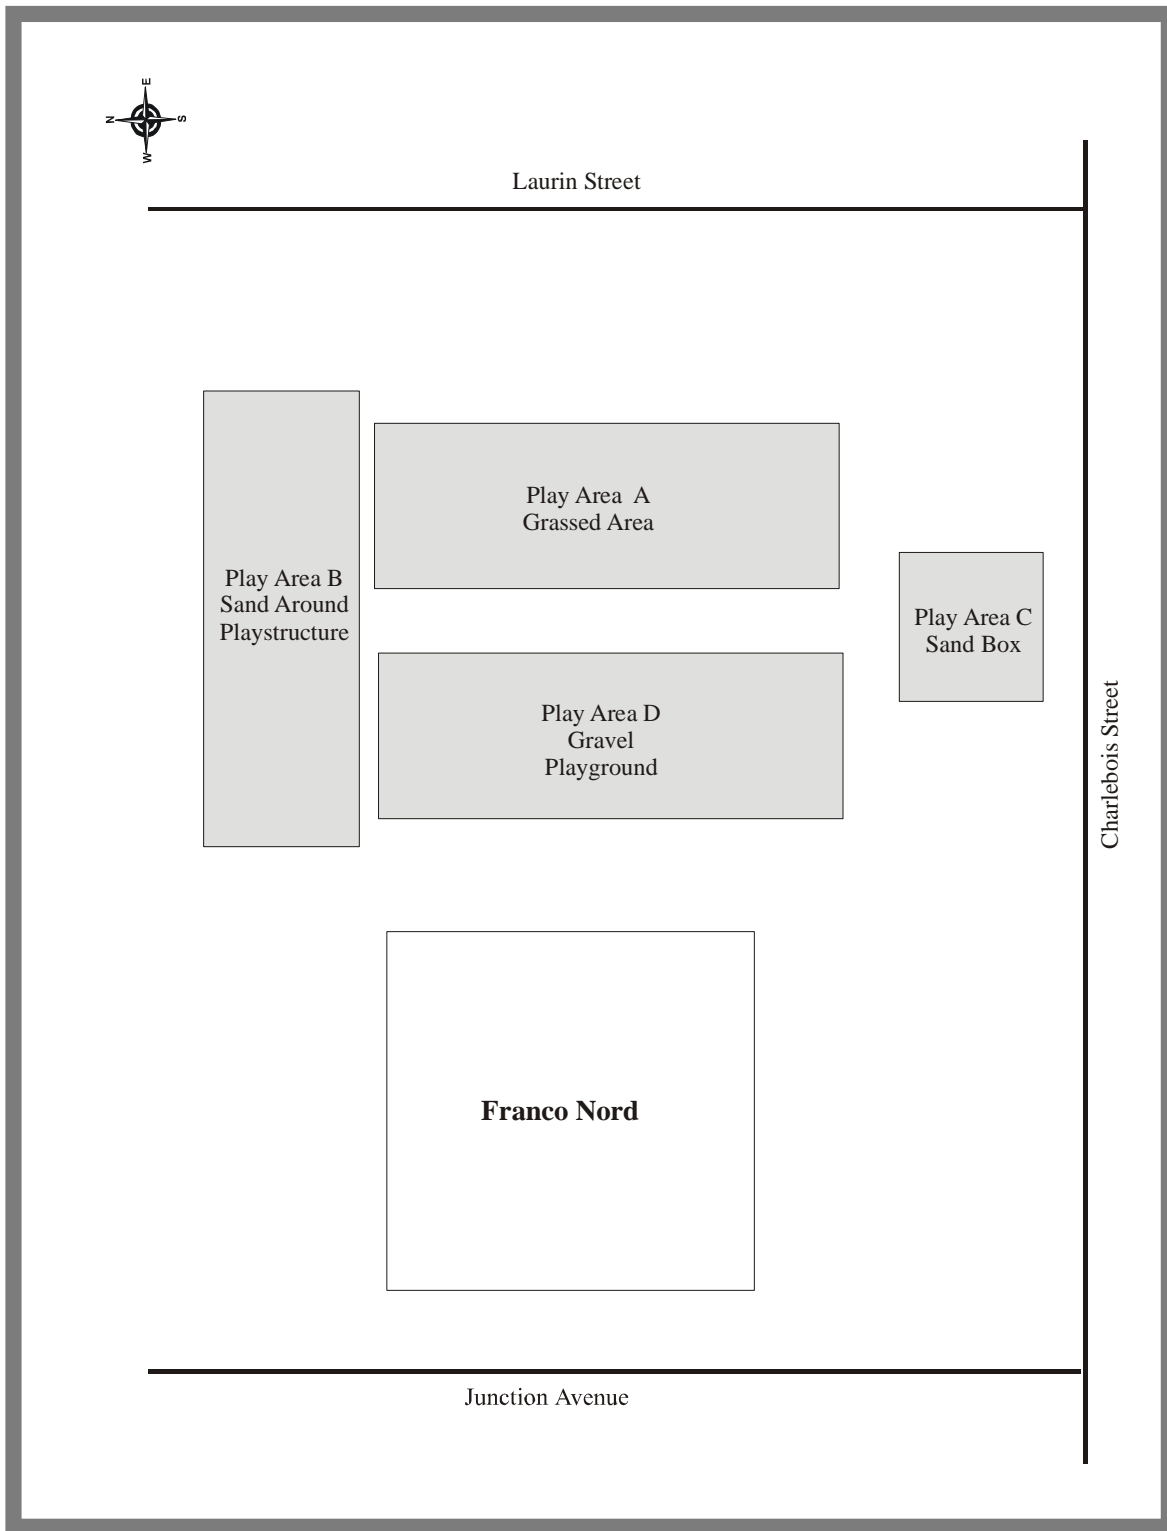 E
N
S
W
Laurin Street
Play Area A
Grassed Area
Play Area B
Sand Around
Playstructure
Play Area C
Sand Box
Play Area D
Gravel
Playground
Charlebois Street
Franco Nord
Junction Avenue